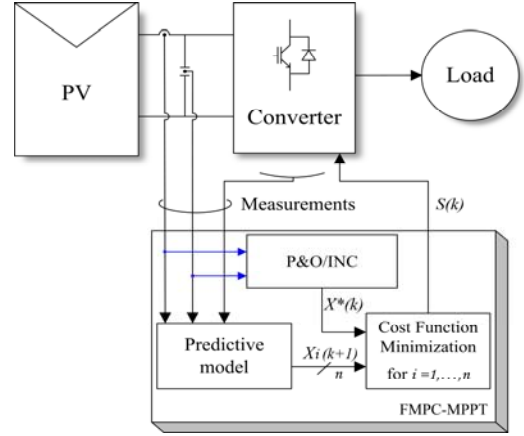 PV
Converter
Load
Measurements
S(k)
P&O/INC
X*(k)
Predictive
model
Xi (k+1)
n
Cost Function
Minimization
for i =1,...,n
FMPC-MPPT